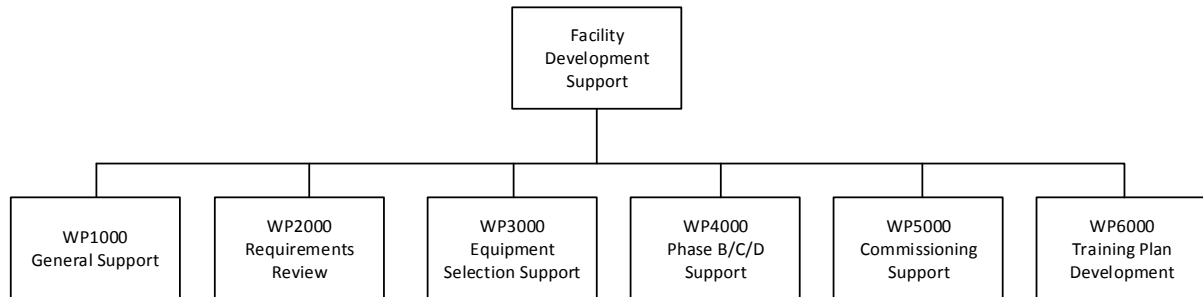 Facility
Development
Support
WP1000
General Support
WP2000
Requirements
Review
WP3000
Equipment
Selection Support
WP4000
Phase B/C/D
Support
WP5000
Commissioning
Support
WP6000
Training Plan
Development